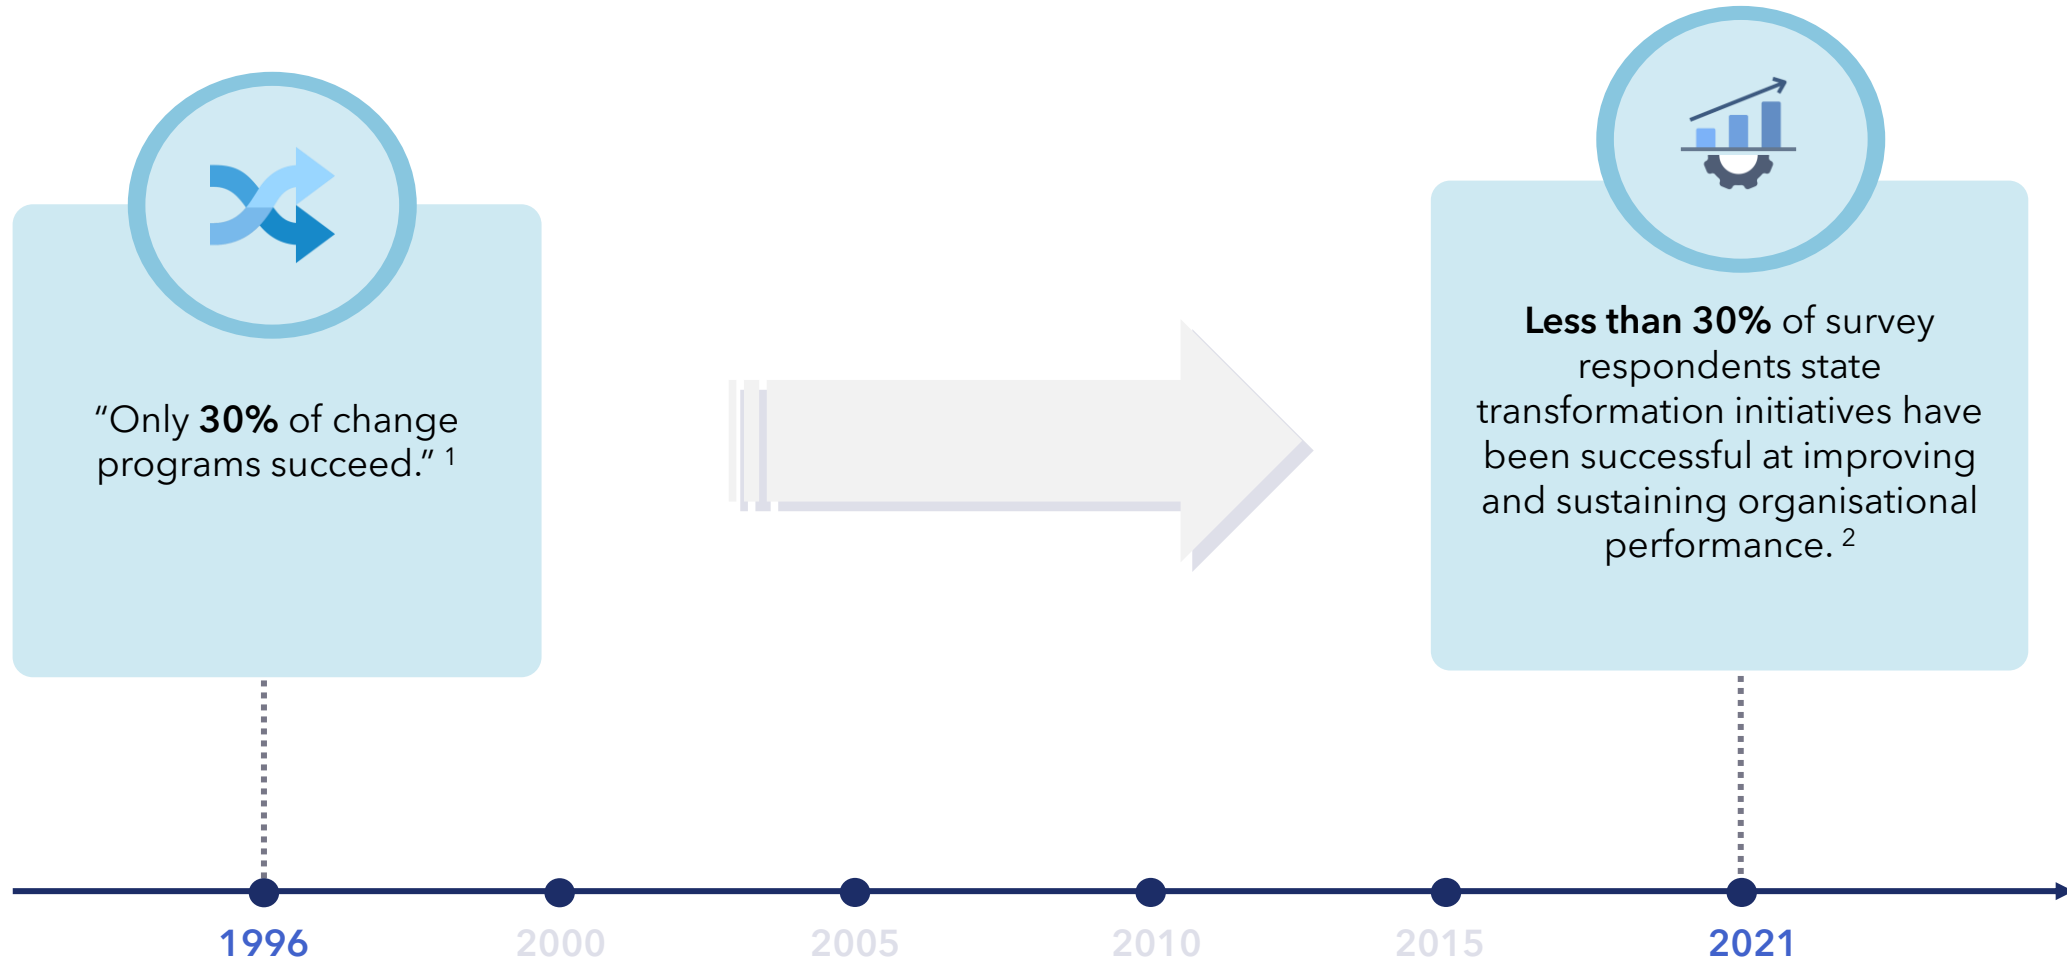 “Only 30% of change
programs succeed.” 1
Less than 30% of survey
respondents state
transformation initiatives have
been successful at improving
and sustaining organisational
performance. 2
1996
2000
2005
2010
2015
2021